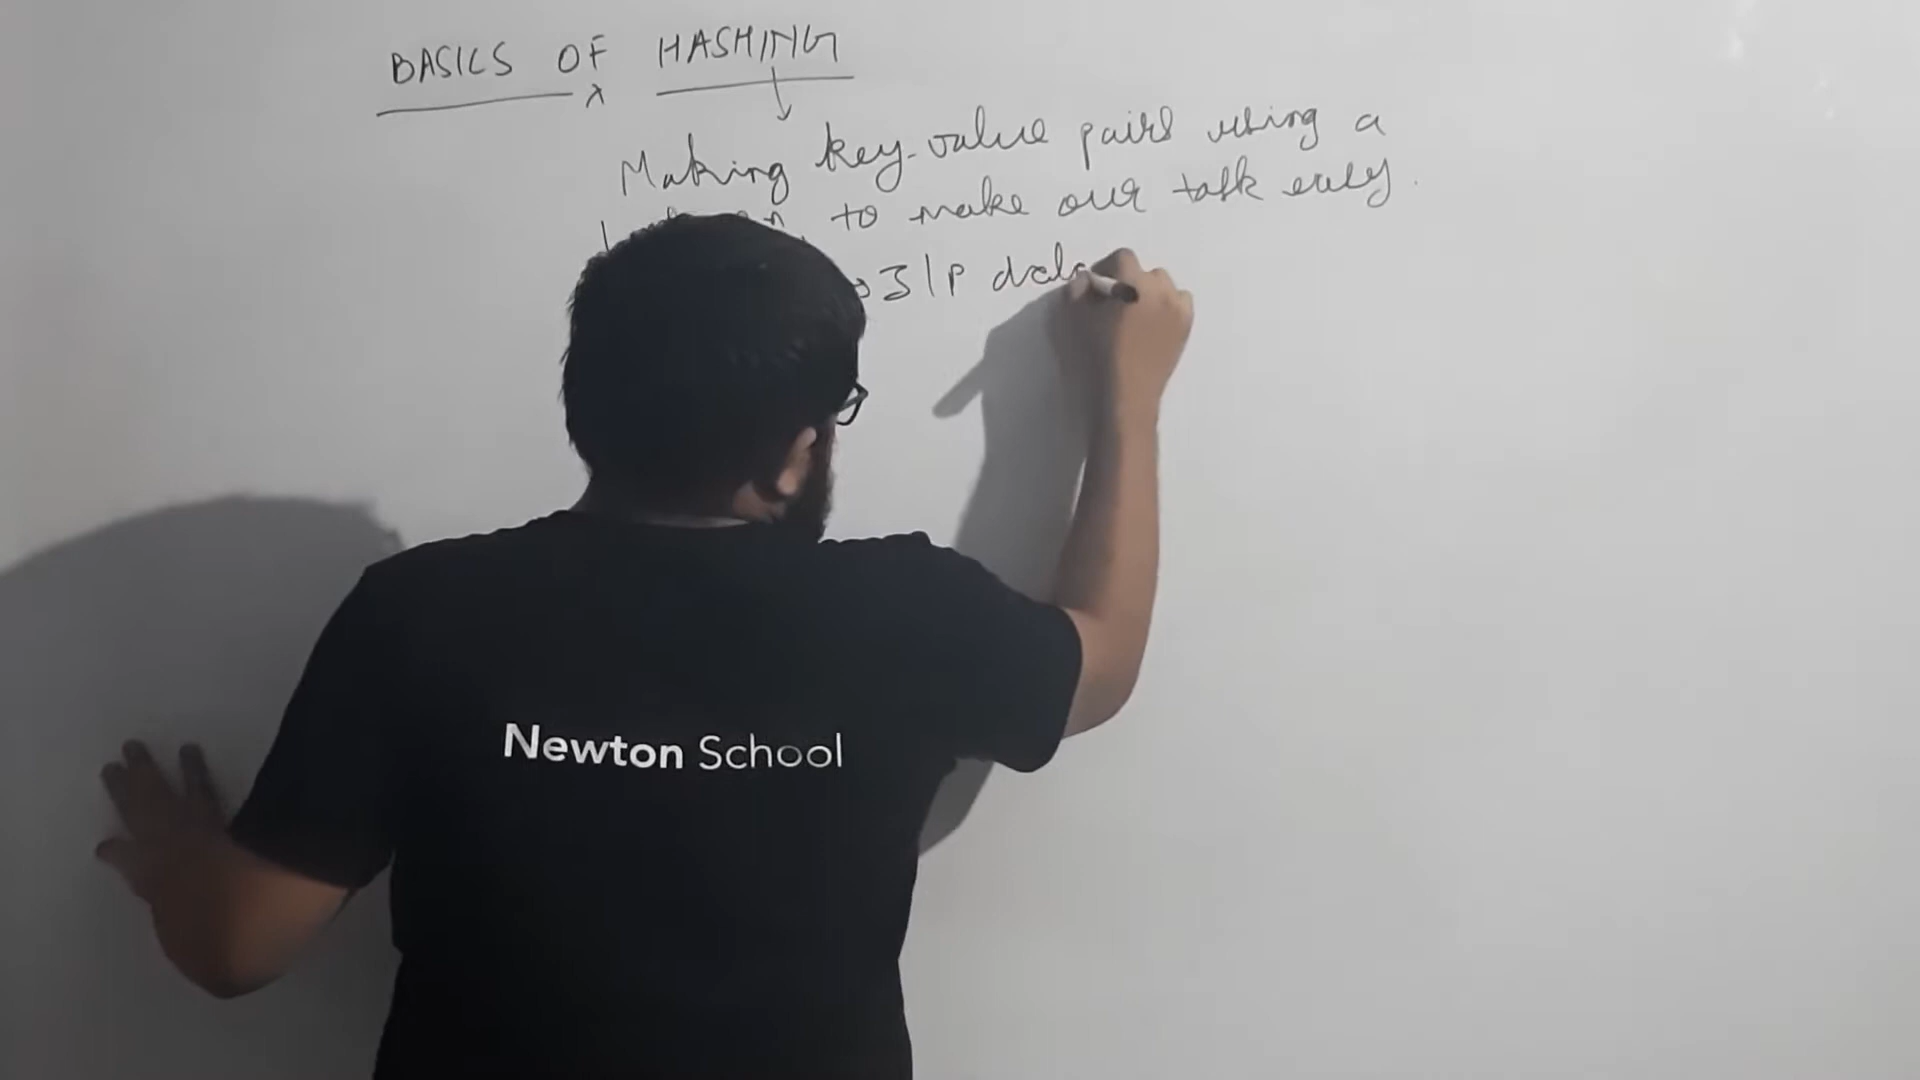 BASICS OF HASHING
Making key-value pairs using a
to make our task easy.
I/P data
Newton School